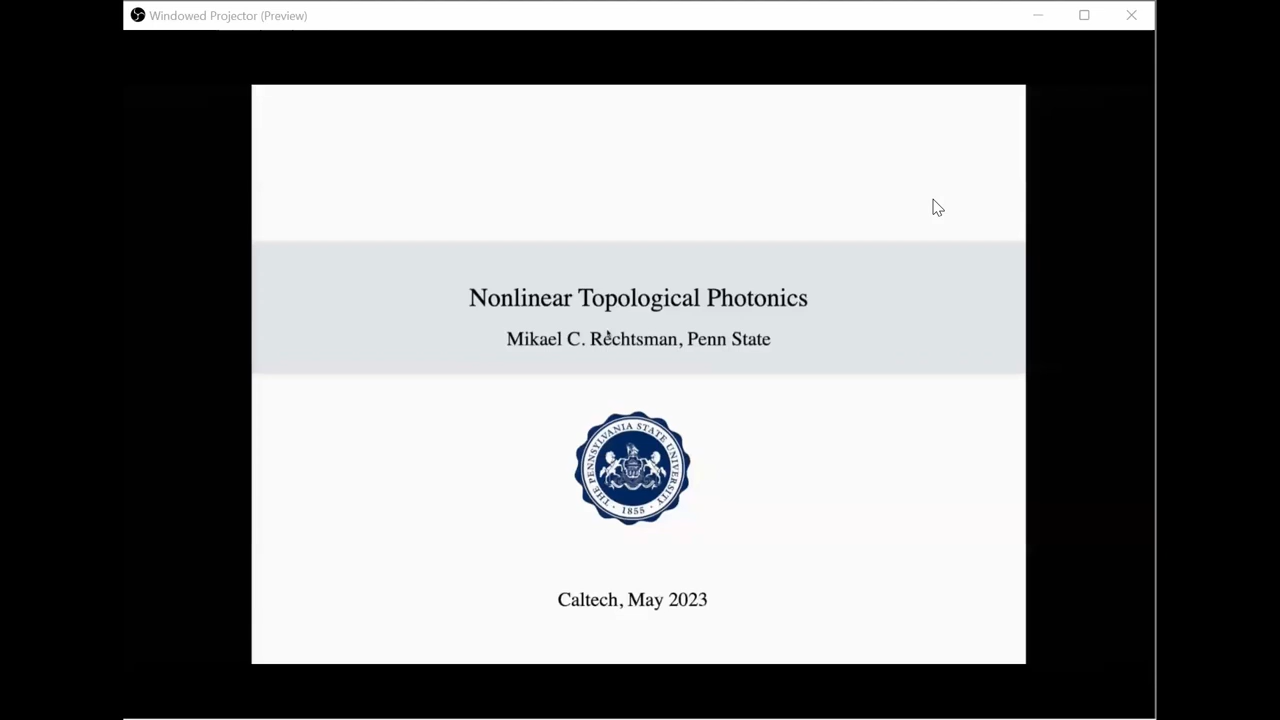 Windowed Projector (Preview)
Nonlinear Topological Photonics
Mikael C. Rechtsman, Penn State
THE PENNSYLVANIA STATE UNIVERSITY
1855
Caltech, May 2023